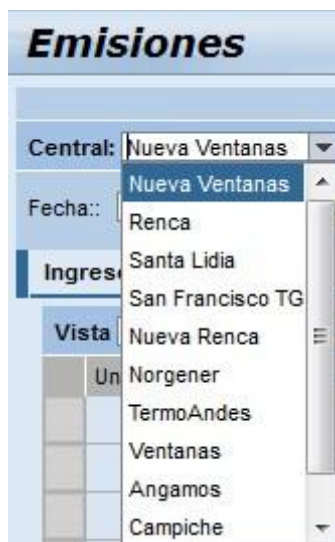 Emisiones
Central: Nueva Ventanas
Nueva Ventanas
Fecha::
Renca
Santa Lidia
Ingres
San Francisco TG
Vista
Nueva Renca
Un
Norgener
TermoAndes
Ventanas
Angamos
Campiche